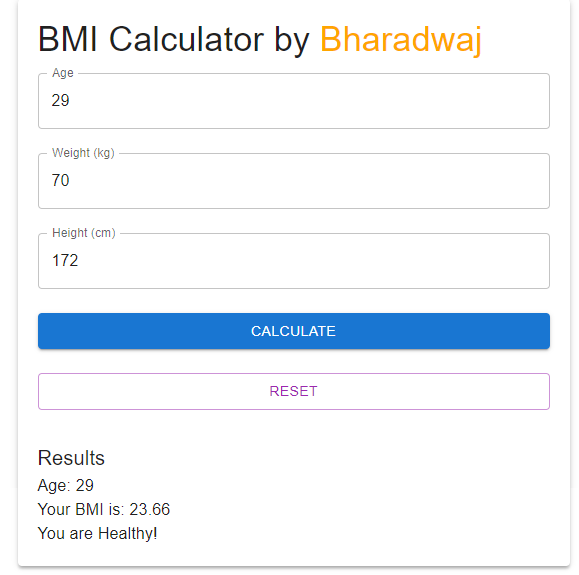 BMI Calculator by Bharadwaj
Age
29
Weight (kg)
70
Height (cm)
172
CALCULATE
RESET
Results
Age: 29
Your BMI is: 23.66
You are Healthy!